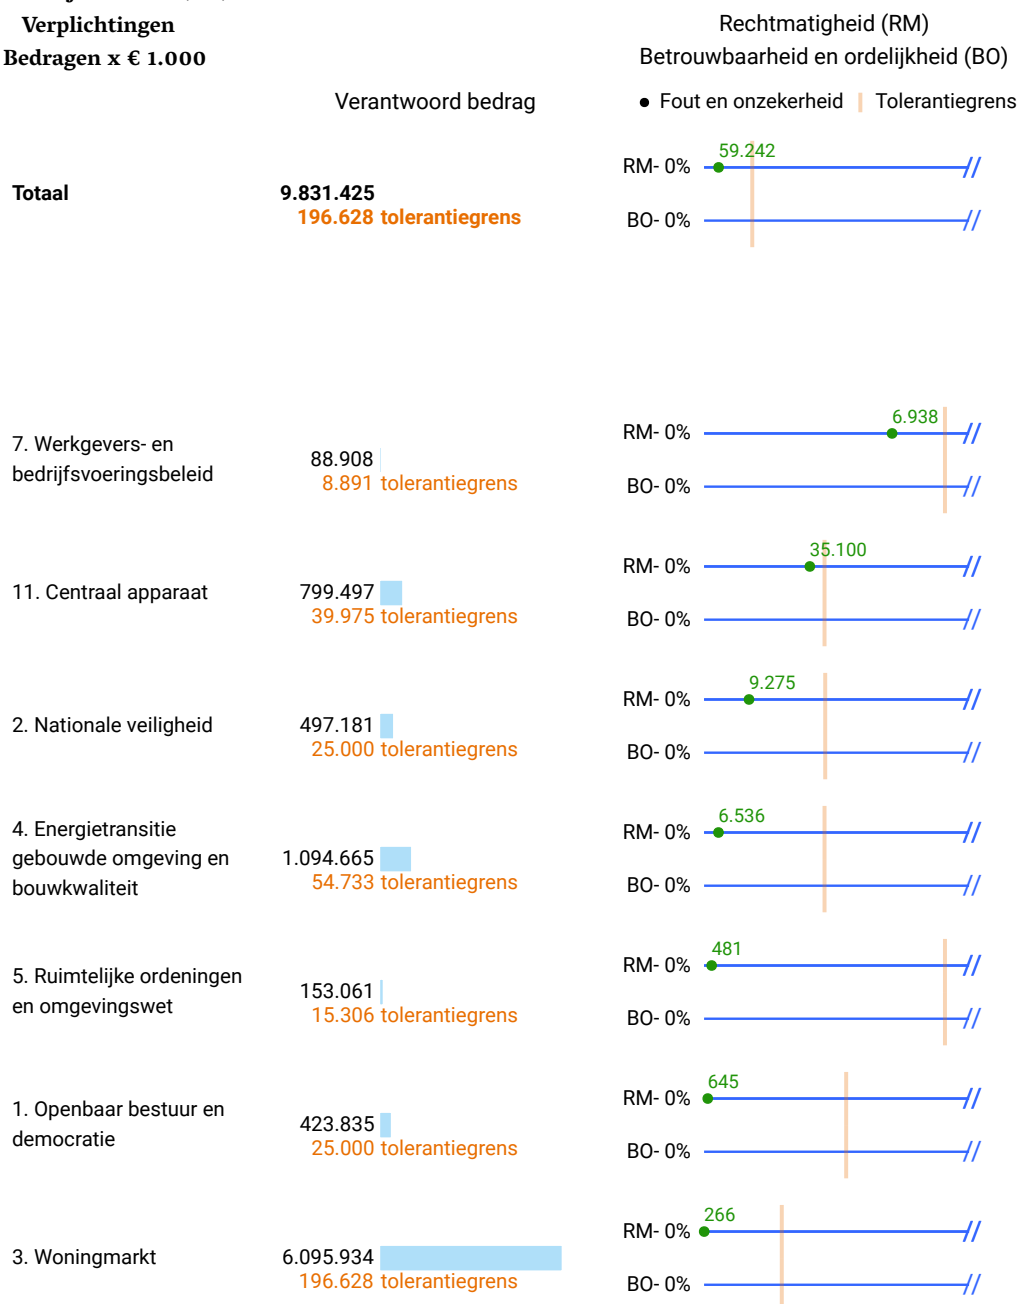 Verplichtingen
Bedragen x € 1.000
Rechtmatigheid (RM)
Betrouwbaarheid en ordelijkheid (BO)
Verantwoord bedrag
Fout en onzekerheid
Tolerantiegrens
Totaal
9.831.425
196.628 tolerantiegrens
RM- 0%
59.242
BO- 0%
7. Werkgevers- en
bedrijfsvoeringsbeleid
88.908
8.891 tolerantiegrens
RM- 0%
6.938
BO- 0%
11. Centraal apparaat
799.497
39.975 tolerantiegrens
RM- 0%
35.100
BO- 0%
2. Nationale veiligheid
497.181
25.000 tolerantiegrens
RM- 0%
9.275
BO- 0%
4. Energietransitie
gebouwde omgeving en
bouwkwaliteit
1.094.665
54.733 tolerantiegrens
RM- 0%
6.536
BO- 0%
5. Ruimtelijke ordeningen
en omgevingswet
153.061
15.306 tolerantiegrens
RM- 0%
481
BO- 0%
1. Openbaar bestuur en
democratie
423.835
25.000 tolerantiegrens
RM- 0%
645
BO- 0%
3. Woningmarkt
6.095.934
196.628 tolerantiegrens
RM- 0%
266
BO- 0%